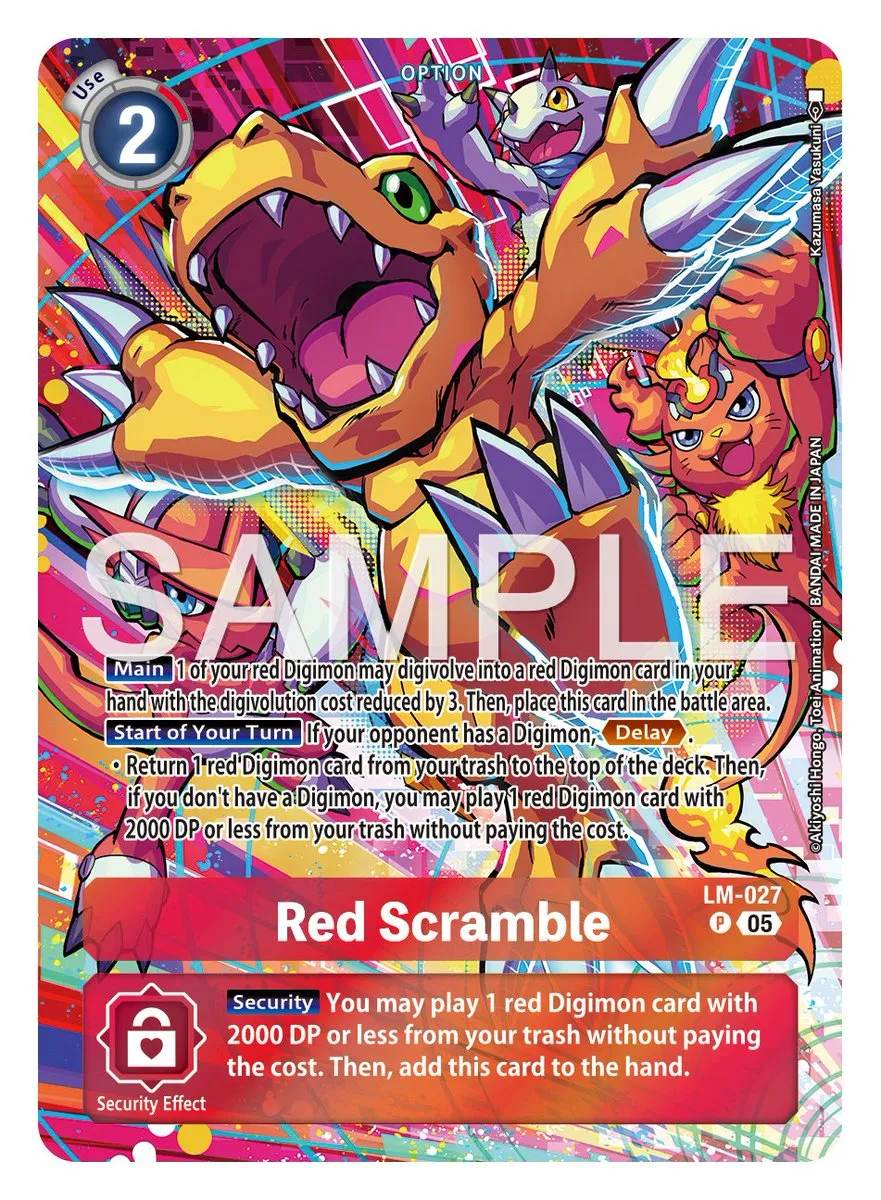 OPTION
Use
2
Kazumasa Yasukuni
SAMPLE
Main 1 of your red Digimon may digivolve into a red Digimon card in your
hand with the digivolution cost reduced by 3. Then, place this card in the battle area.
Start of Your Turn If your opponent has a Digimon, Delay.
• Return 1 red Digimon card from your trash to the top of the deck. Then,
if you don't have a Digimon, you may play 1 red Digimon card with
2000 DP or less from your trash without paying the cost.
©Akiyoshi Hongo, Toei Animation BANDAI MADE IN JAPAN
LM-027
P 05
Red Scramble
Security You may play 1 red Digimon card with
2000 DP or less from your trash without paying
the cost. Then, add this card to the hand.
Security Effect